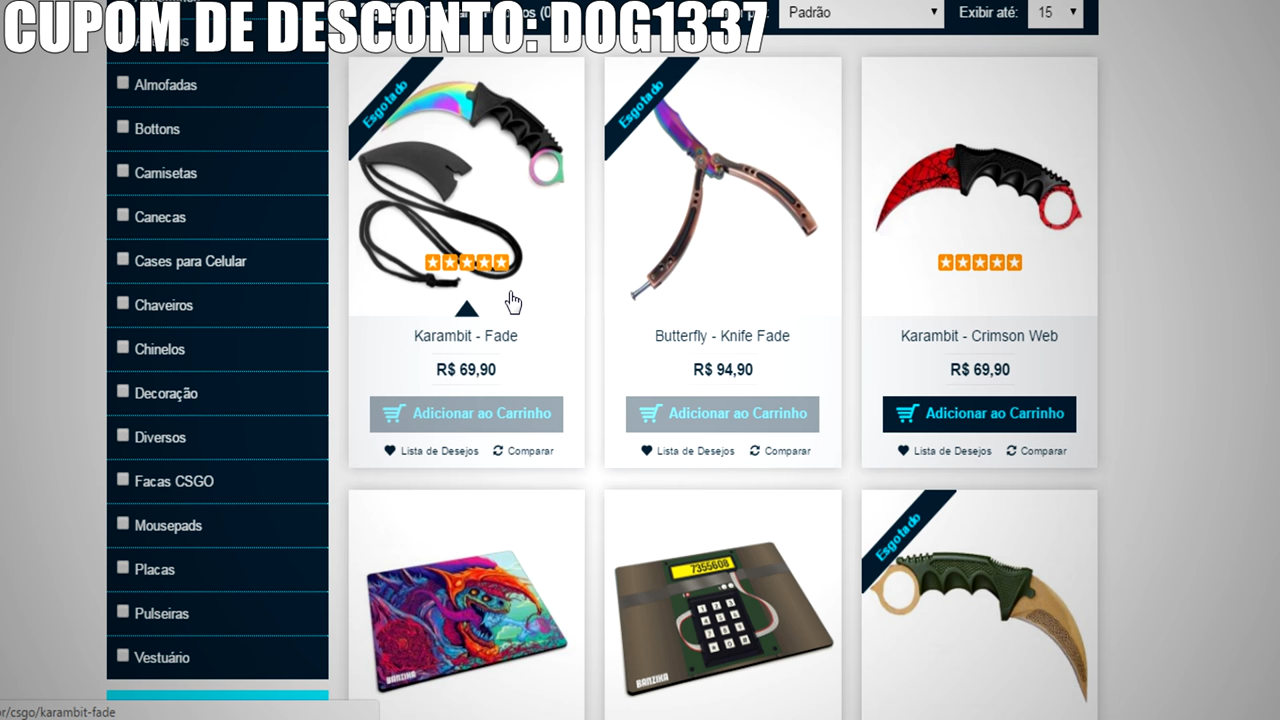 CUPOM DE DESCONTO: DOG1337
Padrão
Exibir até:
15
Almofadas
Bottons
Camisetas
Canecas
Cases para Celular
Chaveiros
Chinelos
Decoração
Diversos
Facas CSGO
Mousepads
Placas
Pulseiras
Vestuário
Esgotado
Karambit - Fade
R$ 69,90
Adicionar ao Carrinho
Lista de Desejos
Comparar
Esgotado
Butterfly - Knife Fade
R$ 94,90
Adicionar ao Carrinho
Lista de Desejos
Comparar
Karambit - Crimson Web
R$ 69,90
Adicionar ao Carrinho
Lista de Desejos
Comparar
BANZIKA
7355608
BANZIKA
Esgotado
r/csgo/karambit-fade